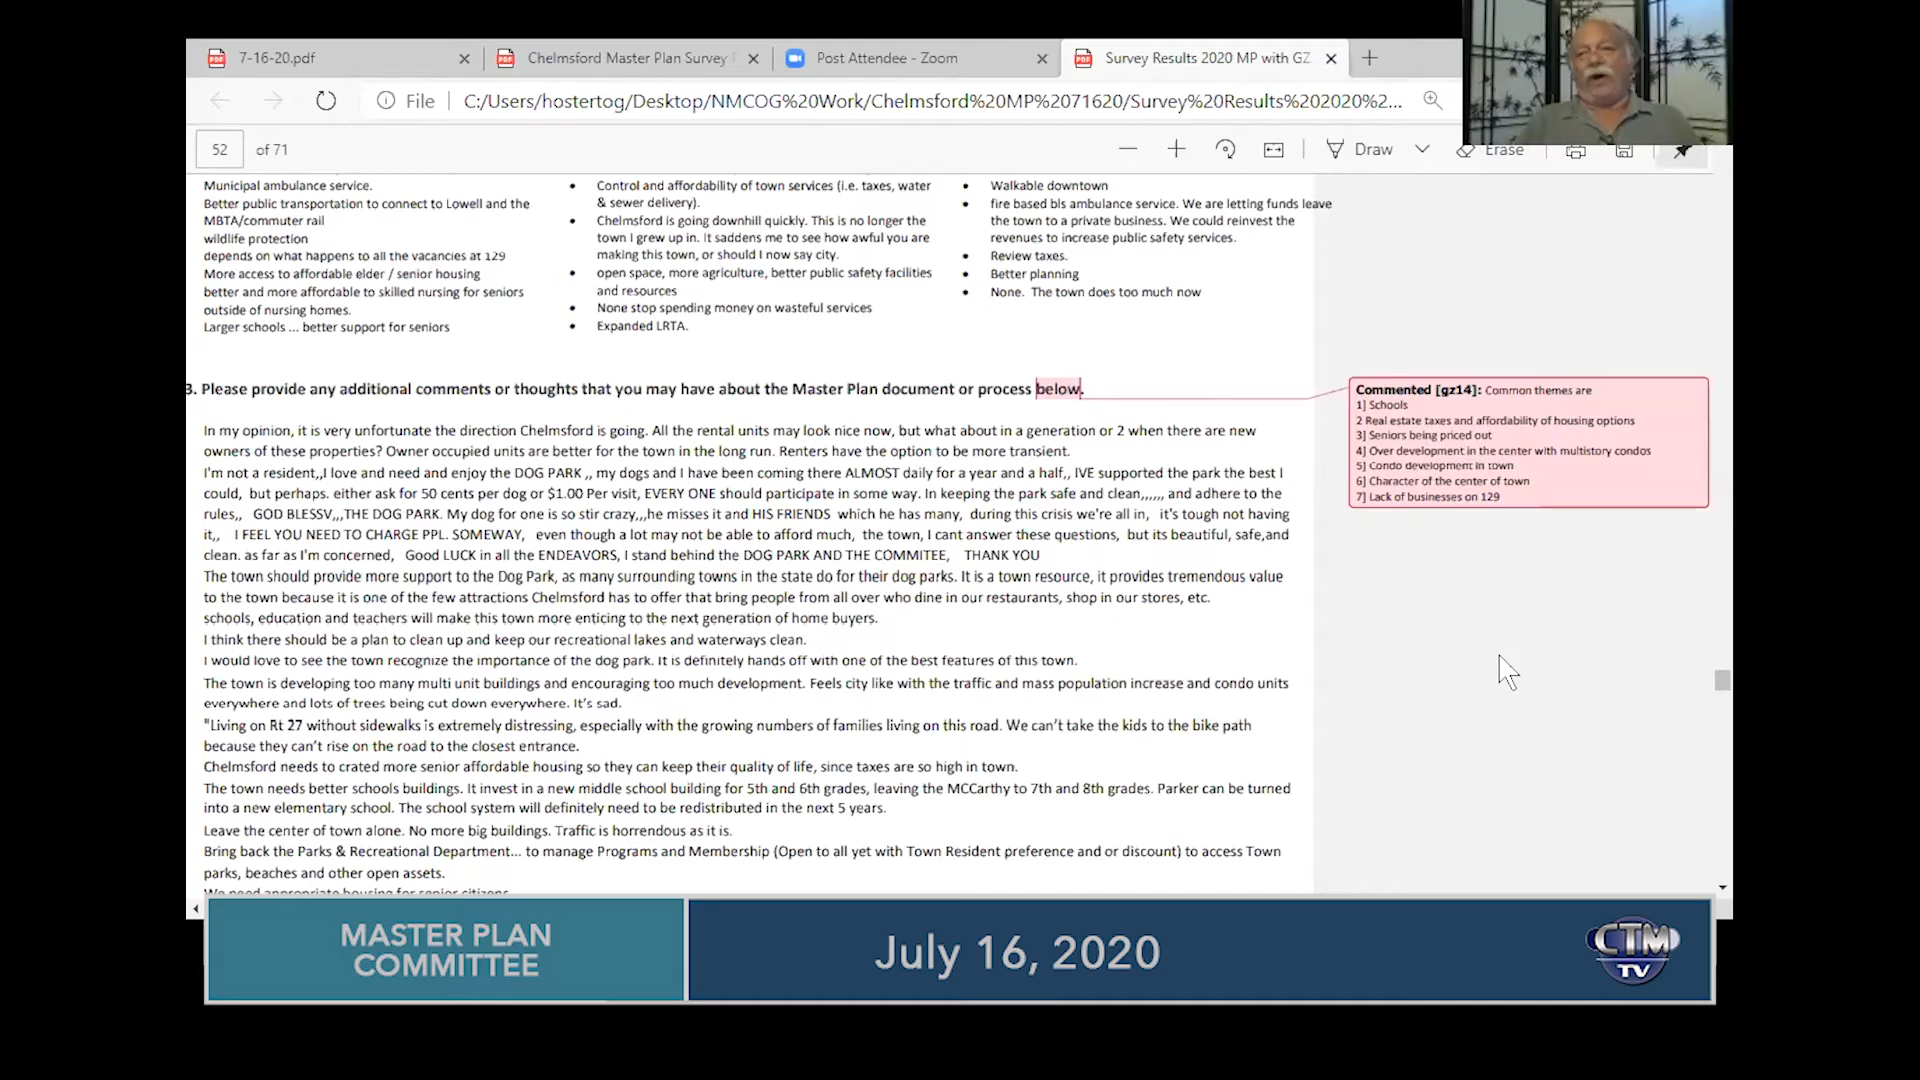 7-16-20.pdf
Chelmsford Master Plan Survey
Post Attendee - Zoom
Survey Results 2020 MP with GZ
File
C:/Users/hostertog/Desktop/NMCOG%20Work/Chelmsford%20MP%2071620/Survey%20Results%202020%2...
52 of 71
Draw
Erase
Municipal ambulance service.
Better public transportation to connect to Lowell and the
MBTA/commuter rail
wildlife protection
depends on what happens to all the vacancies at 129
More access to affordable elder / senior housing
better and more affordable to skilled nursing for seniors
outside of nursing homes.
Larger schools ... better support for seniors
• Control and affordability of town services (i.e. taxes, water
& sewer delivery).
• Chelmsford is going downhill quickly. This is no longer the
town I grew up in. It saddens me to see how awful you are
making this town, or should I now say city.
• open space, more agriculture, better public safety facilities
and resources
• None stop spending money on wasteful services
• Expanded LRTA.
• Walkable downtown
• fire based bls ambulance service. We are letting funds leave
the town to a private business. We could reinvest the
revenues to increase public safety services.
• Review taxes.
• Better planning
• None. The town does too much now
3. Please provide any additional comments or thoughts that you may have about the Master Plan document or process below.
In my opinion, it is very unfortunate the direction Chelmsford is going. All the rental units may look nice now, but what about in a generation or 2 when there are new
owners of these properties? Owner occupied units are better for the town in the long run. Renters have the option to be more transient.
I'm not a resident,,I love and need and enjoy the DOG PARK ,, my dogs and I have been coming there ALMOST daily for a year and a half,, IVE supported the park the best I
could, but perhaps. either ask for 50 cents per dog or $1.00 Per visit, EVERY ONE should participate in some way. In keeping the park safe and clean,,,,,, and adhere to the
rules,, GOD BLESSV,,,THE DOG PARK. My dog for one is so stir crazy,,,he misses it and HIS FRIENDS which he has many, during this crisis we're all in, it's tough not having
it,, I FEEL YOU NEED TO CHARGE PPL. SOMEWAY, even though a lot may not be able to afford much, the town, I cant answer these questions, but its beautiful, safe,and
clean. as far as I'm concerned, Good LUCK in all the ENDEAVORS, I stand behind the DOG PARK AND THE COMMITEE, THANK YOU
The town should provide more support to the Dog Park, as many surrounding towns in the state do for their dog parks. It is a town resource, it provides tremendous value
to the town because it is one of the few attractions Chelmsford has to offer that bring people from all over who dine in our restaurants, shop in our stores, etc.
schools, education and teachers will make this town more enticing to the next generation of home buyers.
I think there should be a plan to clean up and keep our recreational lakes and waterways clean.
I would love to see the town recognize the importance of the dog park. It is definitely hands off with one of the best features of this town.
The town is developing too many multi unit buildings and encouraging too much development. Feels city like with the traffic and mass population increase and condo units
everywhere and lots of trees being cut down everywhere. It's sad.
"Living on Rt 27 without sidewalks is extremely distressing, especially with the growing numbers of families living on this road. We can't take the kids to the bike path
because they can't rise on the road to the closest entrance.
Chelmsford needs to crated more senior affordable housing so they can keep their quality of life, since taxes are so high in town.
The town needs better schools buildings. It invest in a new middle school building for 5th and 6th grades, leaving the MCCarthy to 7th and 8th grades. Parker can be turned
into a new elementary school. The school system will definitely need to be redistributed in the next 5 years.
Leave the center of town alone. No more big buildings. Traffic is horrendous as it is.
Bring back the Parks & Recreational Department... to manage Programs and Membership (Open to all yet with Town Resident preference and or discount) to access Town
parks, beaches and other open assets.
We need appropriate housing for senior citizens
Commented [gz14]: Common themes are
1] Schools
2 Real estate taxes and affordability of housing options
3] Seniors being priced out
4] Over development in the center with multistory condos
5] Condo development in town
6] Character of the center of town
7] Lack of businesses on 129
MASTER PLAN
COMMITTEE
July 16, 2020
CTM
TV